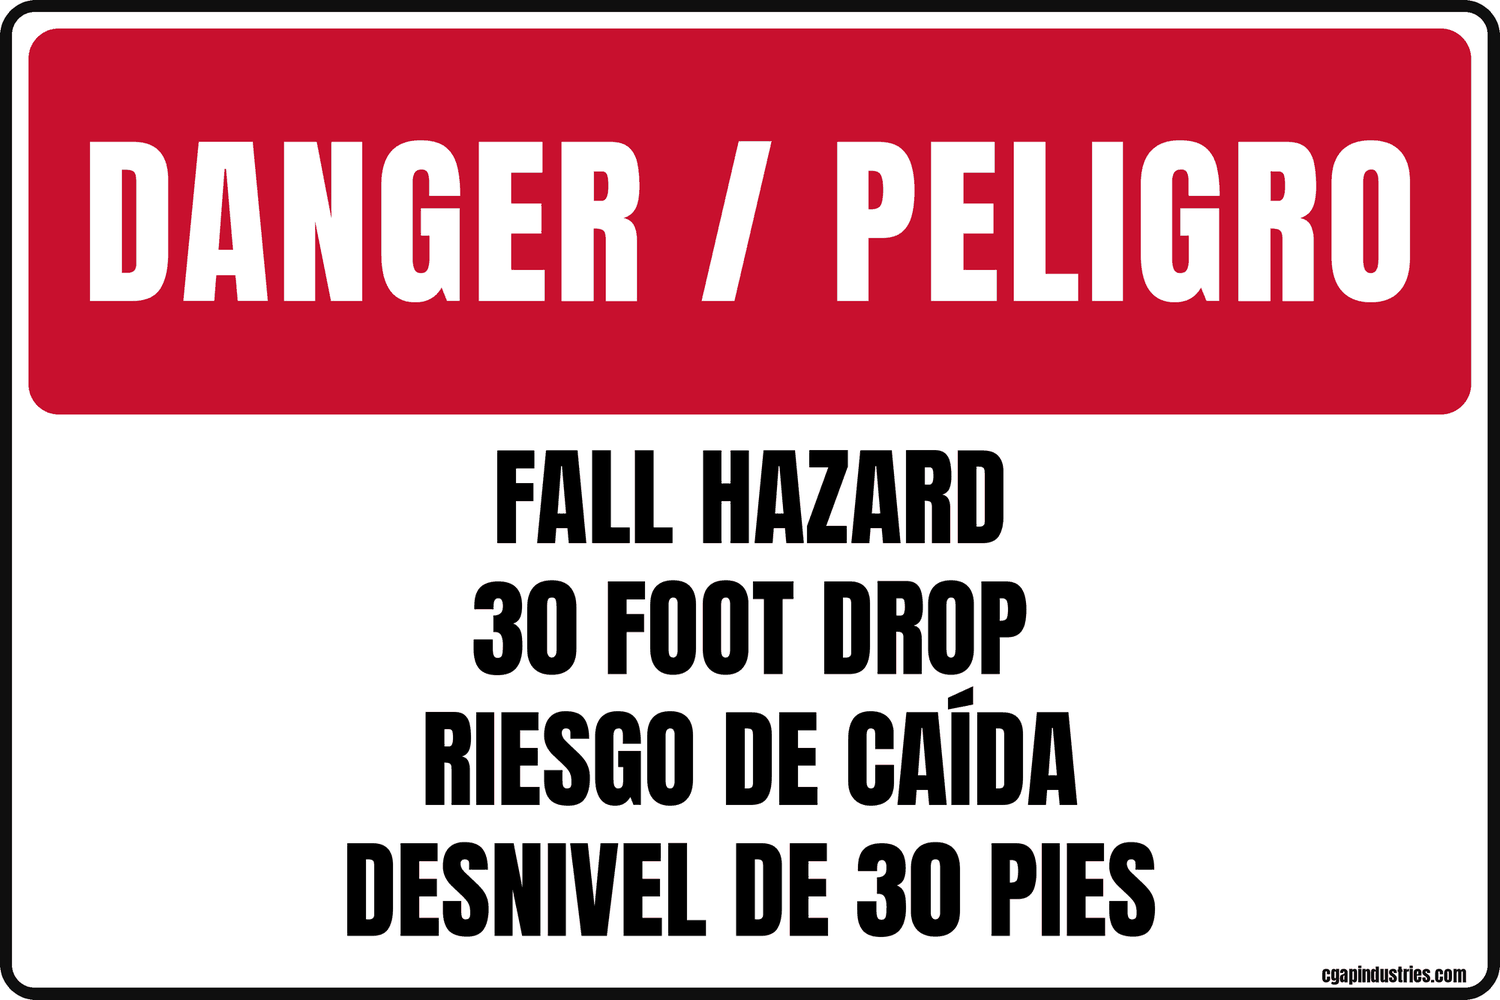 DANGER / PELIGRO
FALL HAZARD
30 FOOT DROP
RIESGO DE CAÍDA
DESNIVEL DE 30 PIES
cgapindustries.com